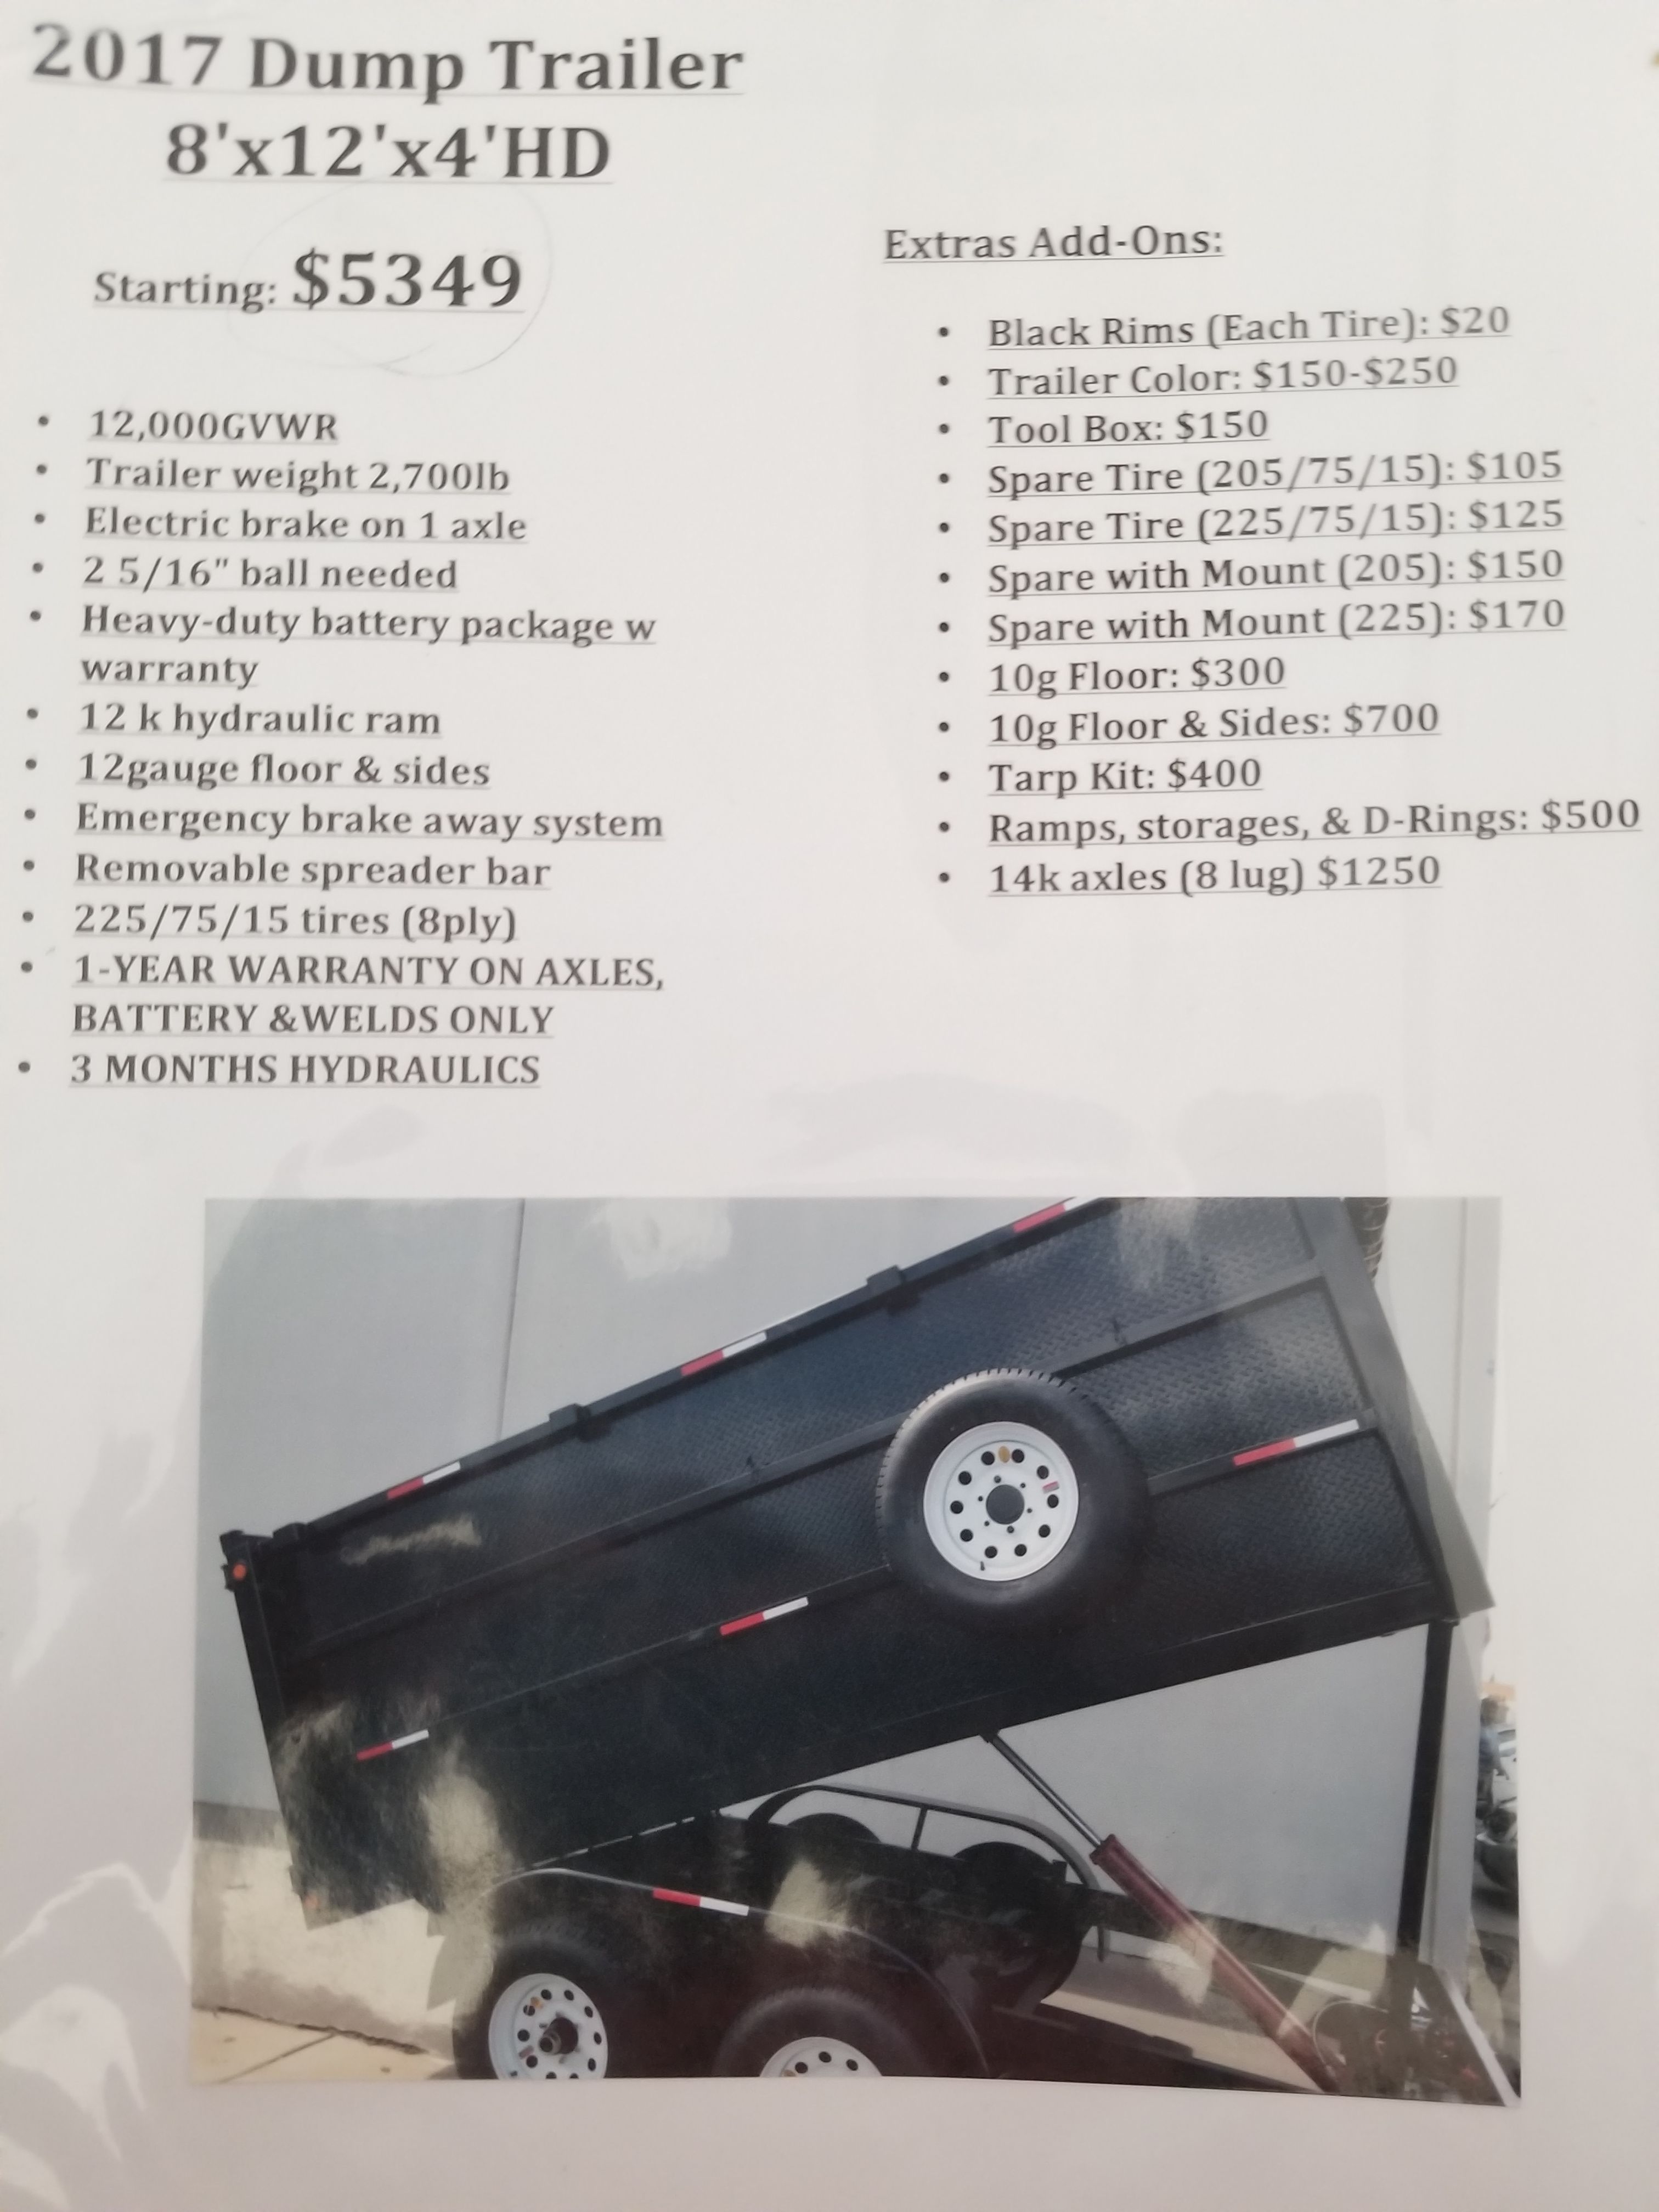 2017 Dump Trailer
8'x12'x4'HD
Starting: $5349
• 12,000GVWR
• Trailer weight 2,700lb
• Electric brake on 1 axle
• 2 5/16" ball needed
• Heavy-duty battery package w
warranty
• 12 k hydraulic ram
• 12gauge floor & sides
• Emergency brake away system
• Removable spreader bar
• 225/75/15 tires (8ply)
• 1-YEAR WARRANTY ON AXLES,
BATTERY &WELDS ONLY
• 3 MONTHS HYDRAULICS
Extras Add-Ons:
• Black Rims (Each Tire): $20
• Trailer Color: $150-$250
• Tool Box: $150
• Spare Tire (205/75/15): $105
• Spare Tire (225/75/15): $125
• Spare with Mount (205): $150
• Spare with Mount (225): $170
• 10g Floor: $300
• 10g Floor & Sides: $700
• Tarp Kit: $400
• Ramps, storages, & D-Rings: $500
• 14k axles (8 lug) $1250